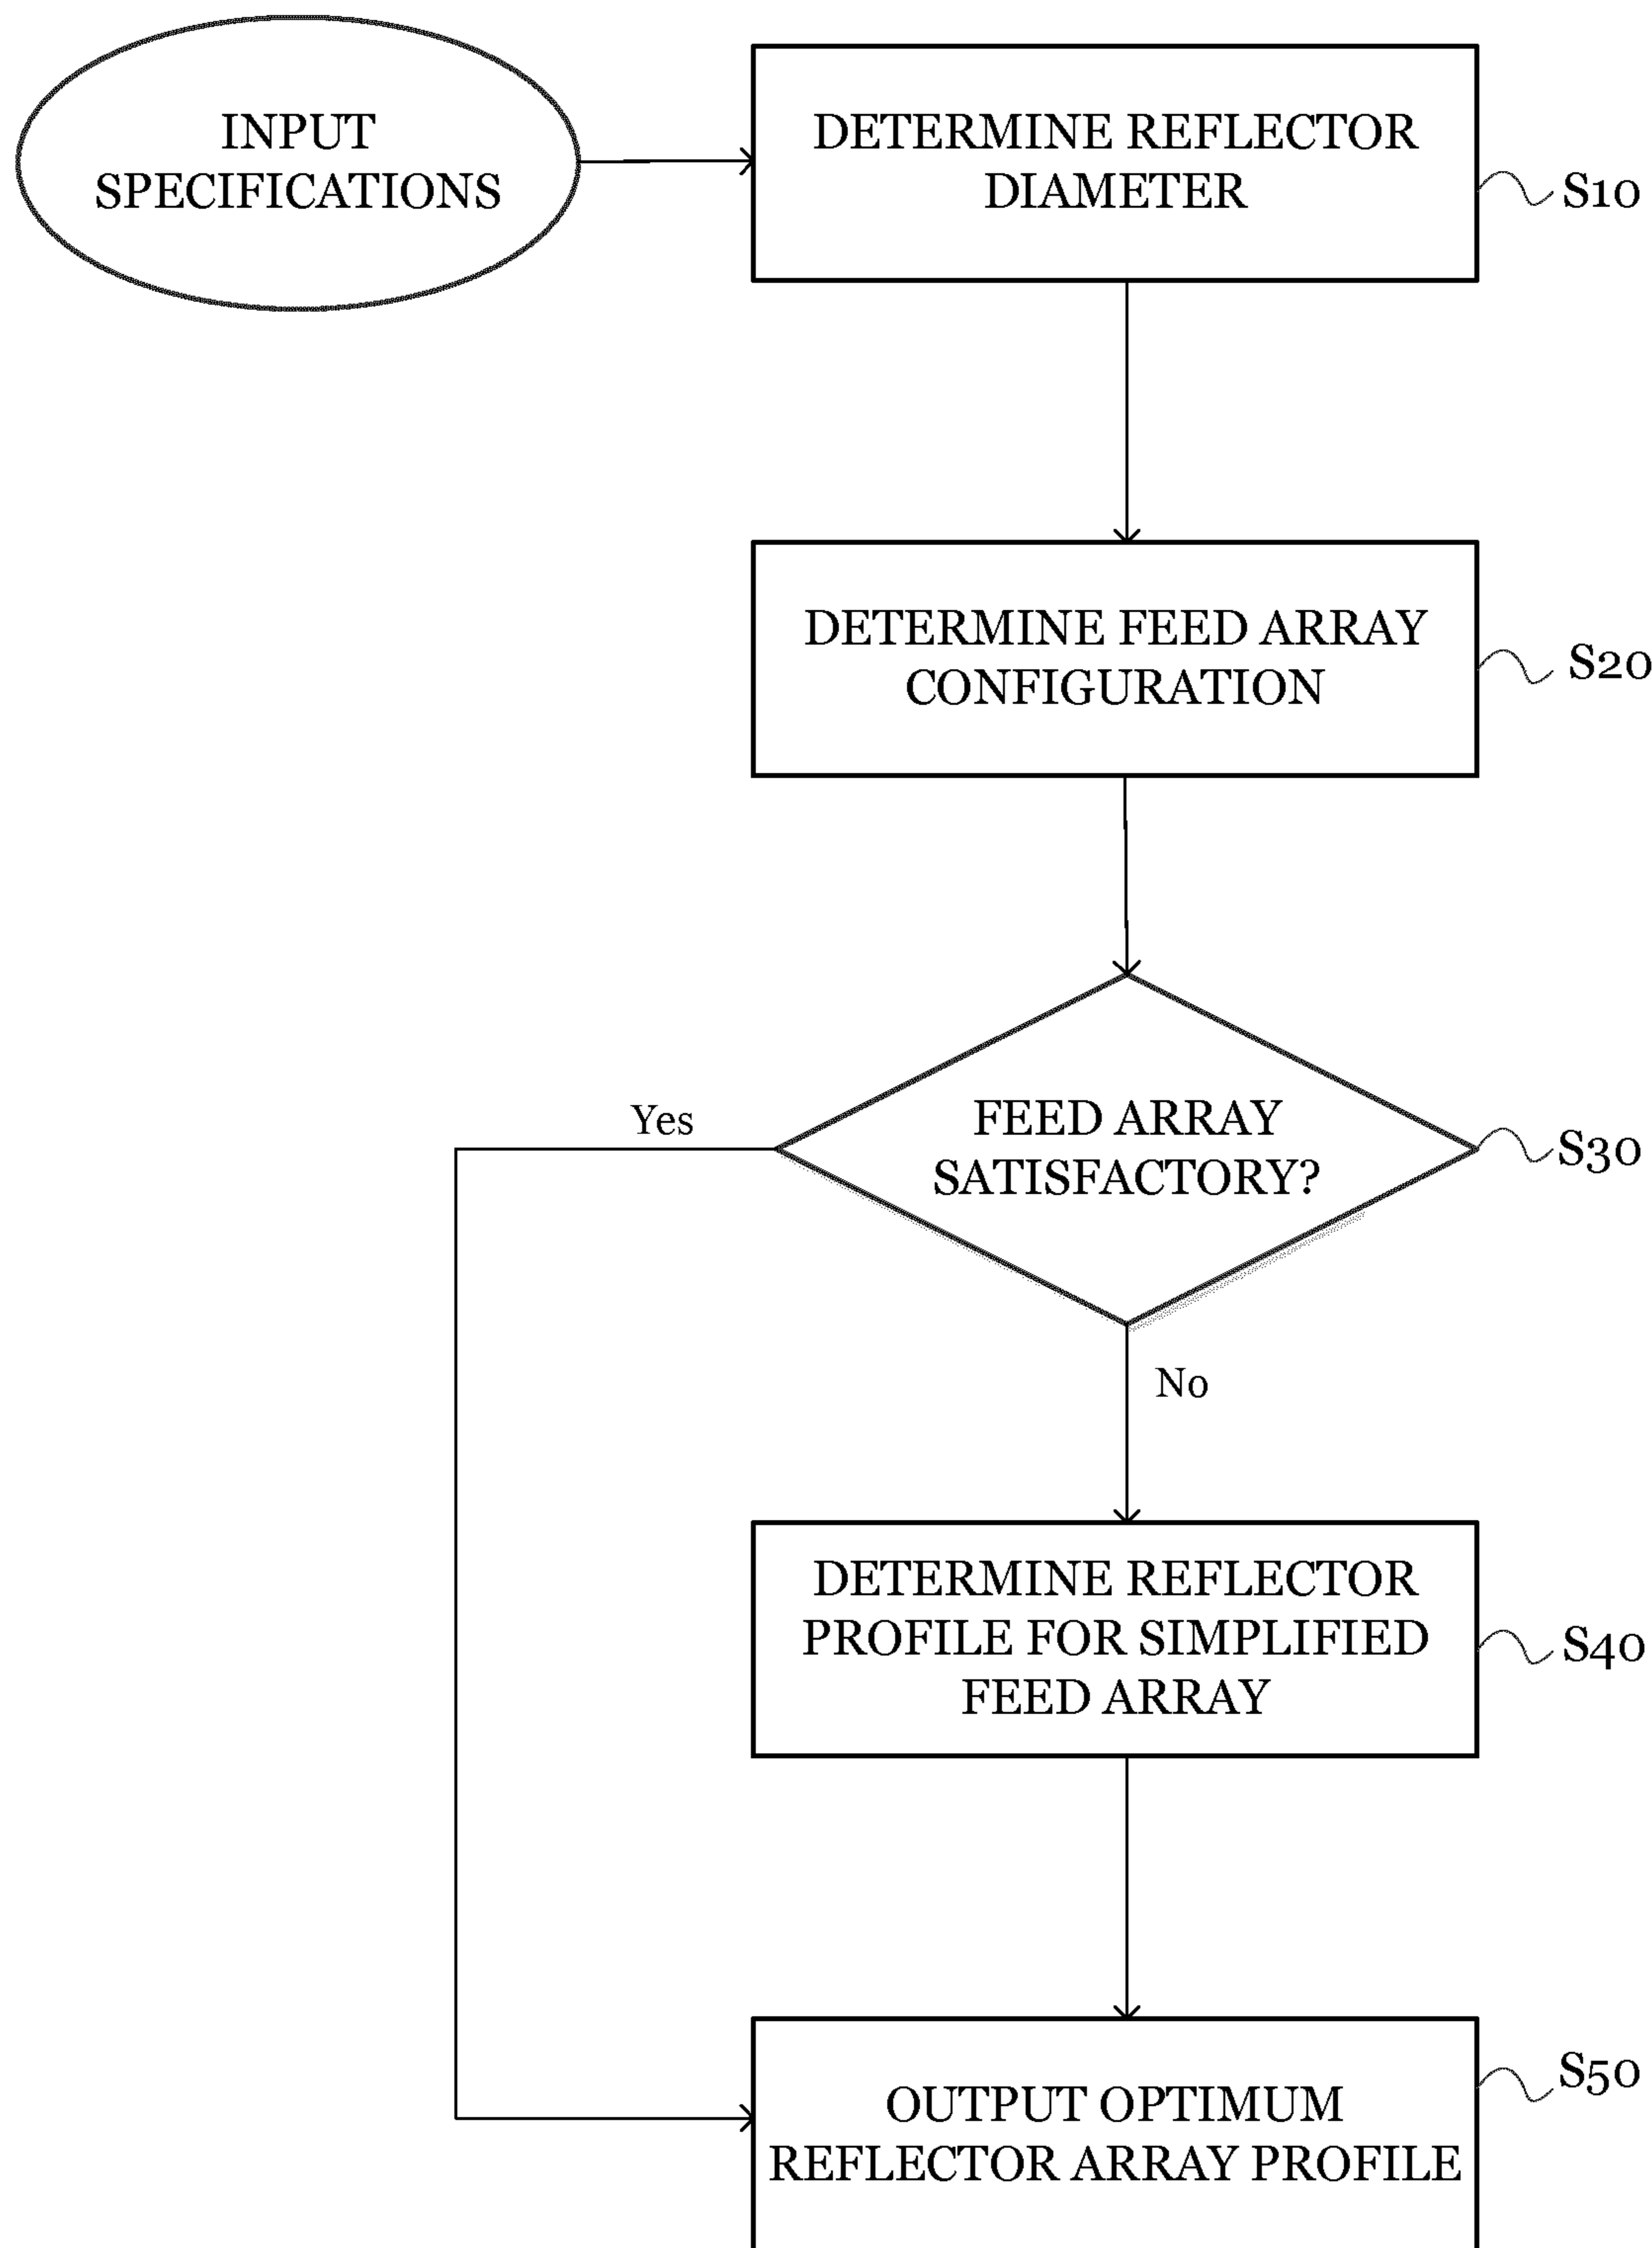 INPUT
SPECIFICATIONS
DETERMINE REFLECTOR
DIAMETER
S10
DETERMINE FEED ARRAY
CONFIGURATION
S20
FEED ARRAY
SATISFACTORY?
S30
Yes
No
DETERMINE REFLECTOR
PROFILE FOR SIMPLIFIED
FEED ARRAY
S40
OUTPUT OPTIMUM
REFLECTOR ARRAY PROFILE
S50